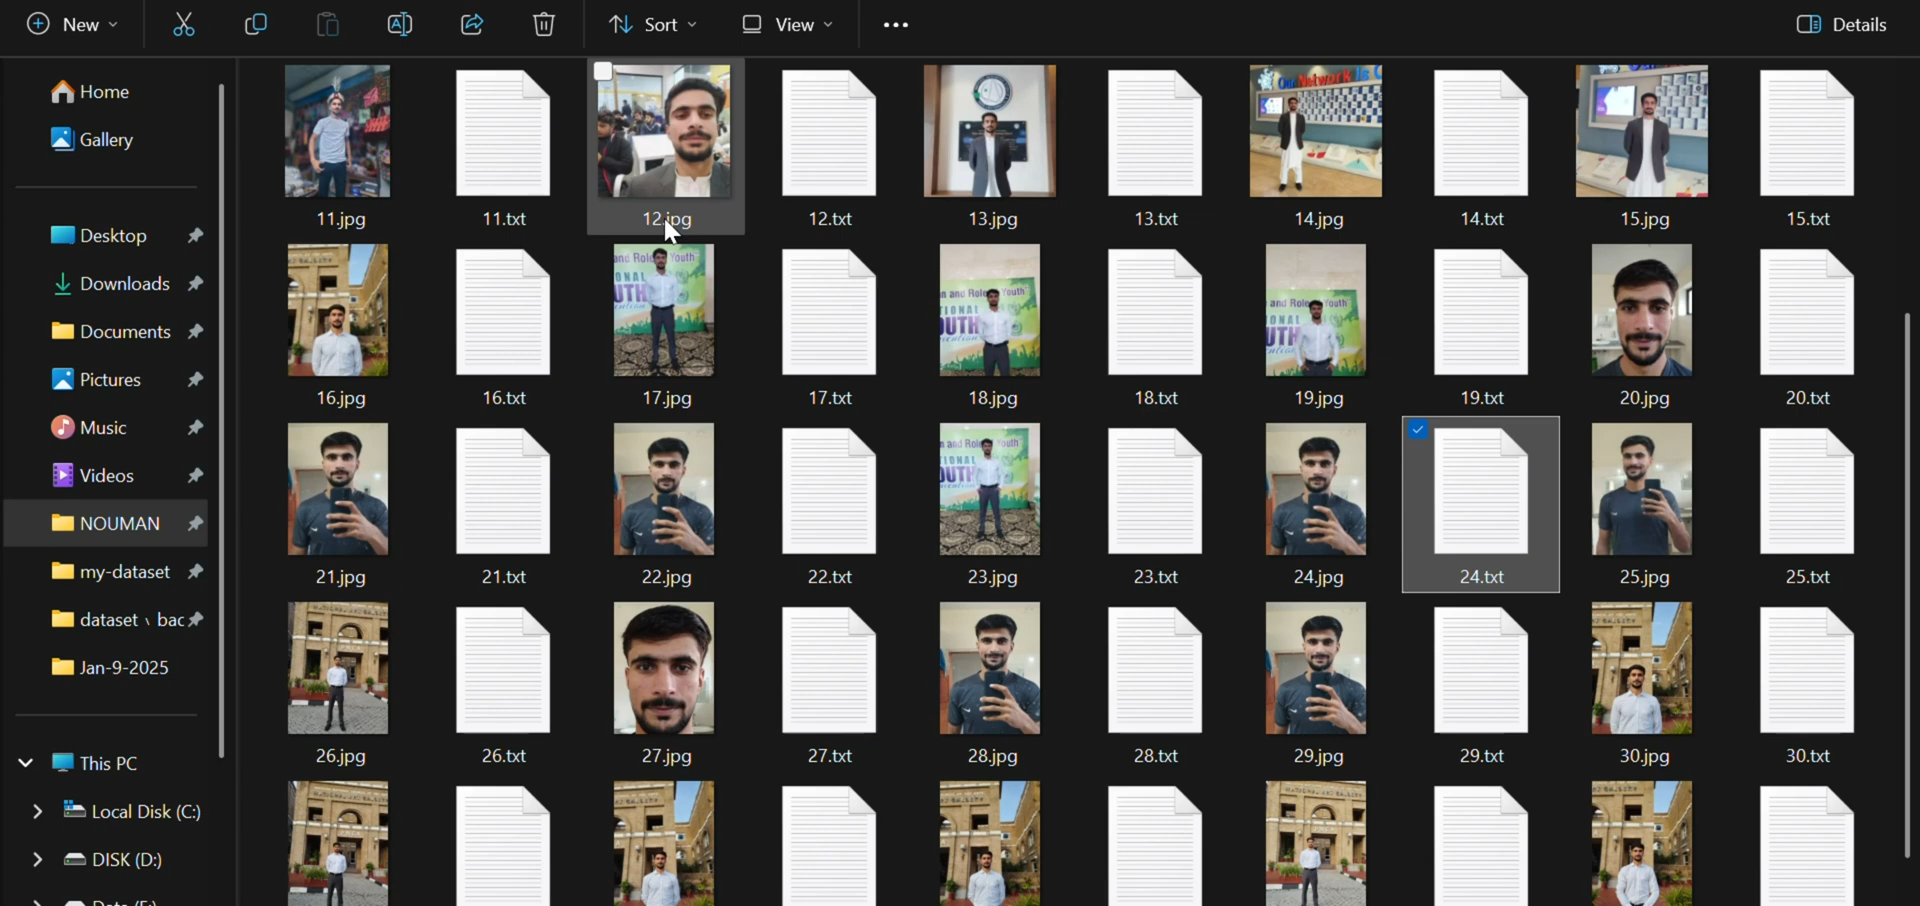 New Sort View Details
Home
Gallery
Desktop
Downloads
Documents
Pictures
Music
Videos
NOUMAN
my-dataset
Jan-9-2025
This PC
Local Disk (C:)
DISK (D:)
11.jpg 11.txt 12.jpg 12.txt 13.jpg 13.txt 14.jpg 14.txt 15.jpg 15.txt
16.jpg 16.txt 17.jpg 17.txt 18.jpg 18.txt 19.jpg 19.txt 20.jpg 20.txt
21.jpg 21.txt 22.jpg 22.txt 23.jpg 23.txt 24.jpg 24.txt 25.jpg 25.txt
26.jpg 26.txt 27.jpg 27.txt 28.jpg 28.txt 29.jpg 29.txt 30.jpg 30.txt